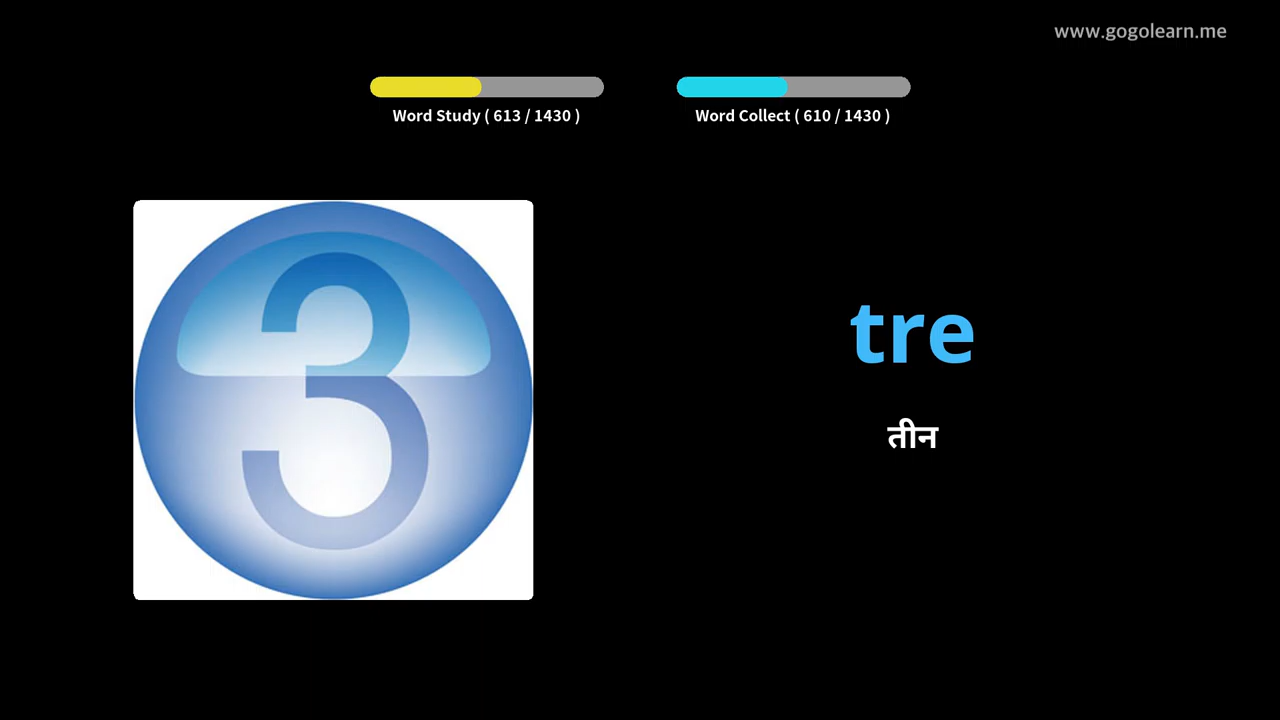 www.gogolearn.me
Word Study ( 613 / 1430 )
Word Collect ( 610 / 1430 )
3
tre
तीन